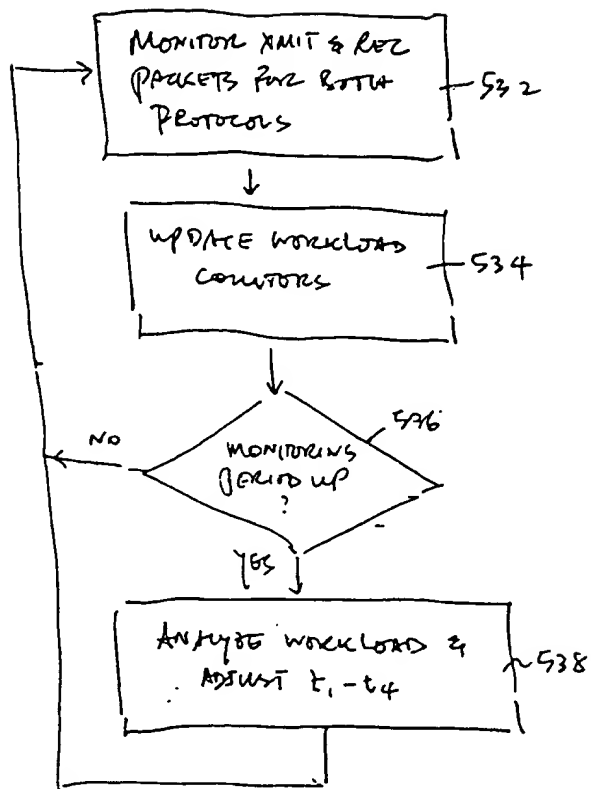 MONITOR XMIT & REC
PACKETS FOR BOTH
PROTOCOLS
532
UPDATE WORKLOAD
COUNTORS
534
536
NO
MONITORING
PERIOD UP
?
YES
ANALYZE WORKLOAD &
ADJUST t1-t4
538